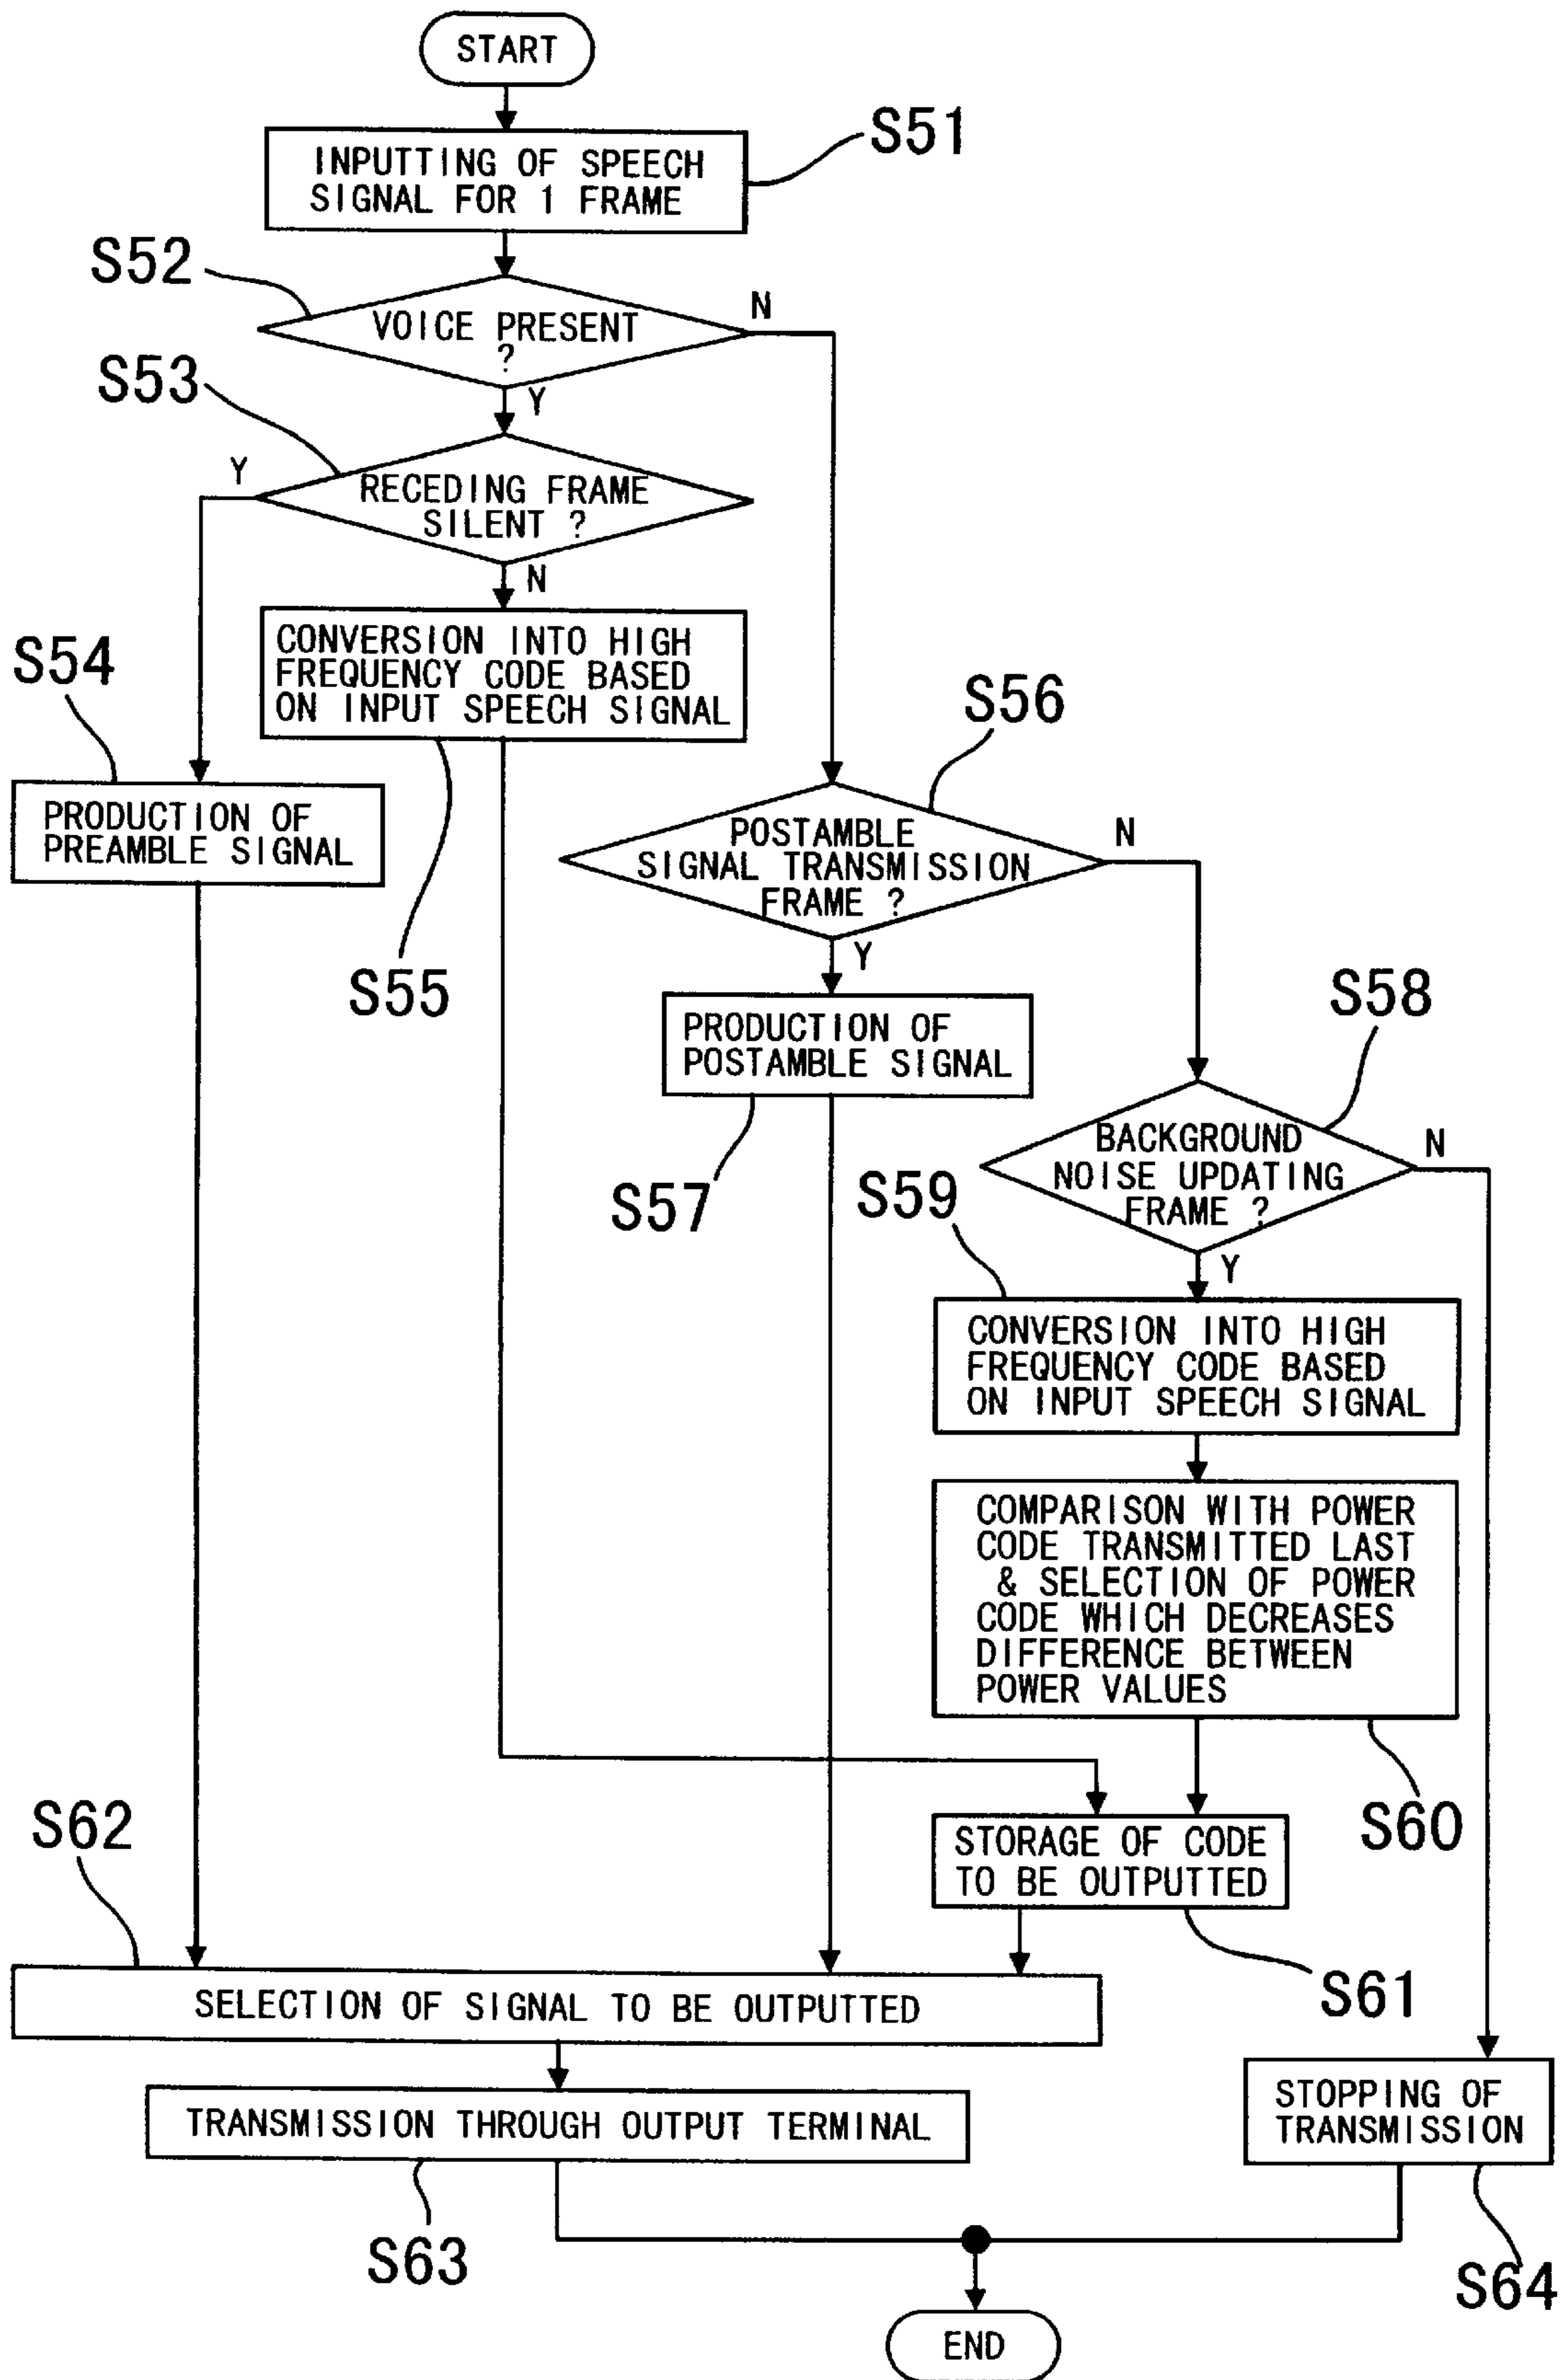 START
S51
INPUTTING OF SPEECH
SIGNAL FOR 1 FRAME
S52
N
VOICE PRESENT
?
S53
Y
Y
RECEDING FRAME
SILENT ?
N
S54
CONVERSION INTO HIGH
FREQUENCY CODE BASED
ON INPUT SPEECH SIGNAL
S56
PRODUCTION OF
PREAMBLE SIGNAL
POSTAMBLE
SIGNAL TRANSMISSION
FRAME ?
N
Y
S55
S58
PRODUCTION OF
POSTAMBLE SIGNAL
BACKGROUND
NOISE UPDATING
FRAME ?
N
S57
S59
Y
CONVERSION INTO HIGH
FREQUENCY CODE BASED
ON INPUT SPEECH SIGNAL
COMPARISON WITH POWER
CODE TRANSMITTED LAST
& SELECTION OF POWER
CODE WHICH DECREASES
DIFFERENCE BETWEEN
POWER VALUES
S62
S60
STORAGE OF CODE
TO BE OUTPUTTED
S61
SELECTION OF SIGNAL TO BE OUTPUTTED
STOPPING OF
TRANSMISSION
TRANSMISSION THROUGH OUTPUT TERMINAL
S63
S64
END